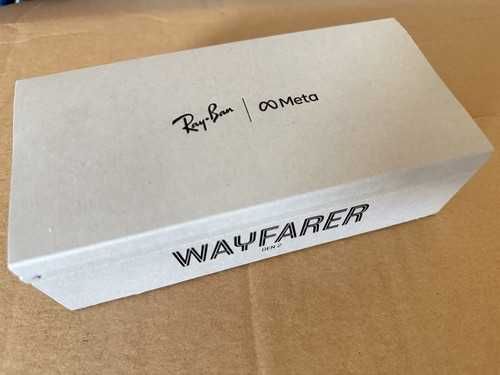 Ray-Ban | ∞ Meta
WAYFARER
GEN 2